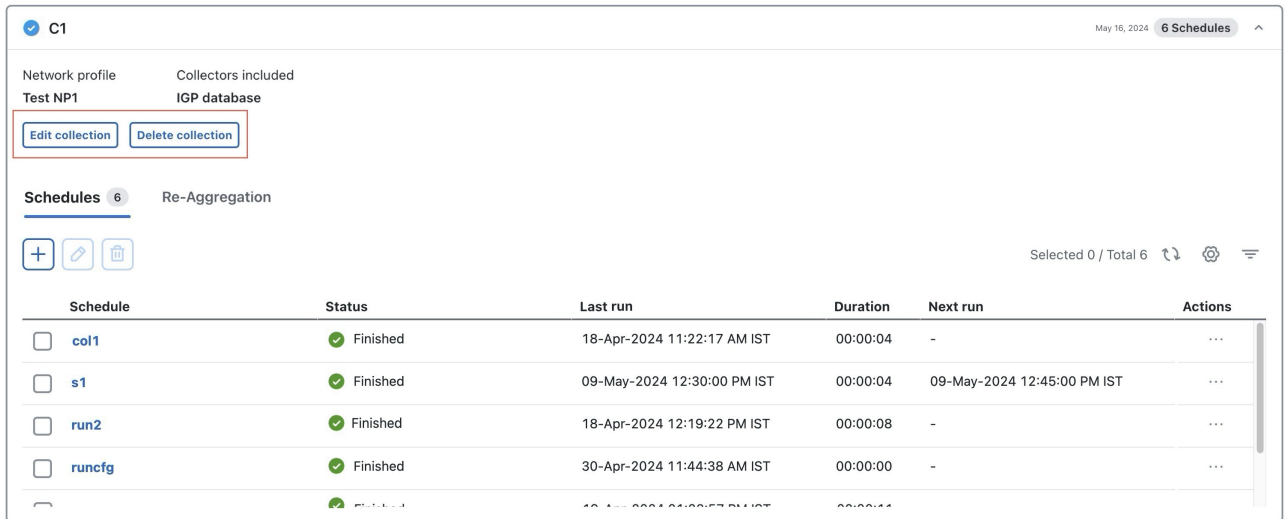 C1
May 16, 2024 6 Schedules
Network profile Collectors included
Test NP1 IGP database
Edit collection Delete collection
Schedules 6 Re-Aggregation
Selected 0 / Total 6
Schedule Status Last run Duration Next run Actions
col1 Finished 18-Apr-2024 11:22:17 AM IST 00:00:04 - ...
s1 Finished 09-May-2024 12:30:00 PM IST 00:00:04 09-May-2024 12:45:00 PM IST ...
run2 Finished 18-Apr-2024 12:19:22 PM IST 00:00:08 - ...
runcfg Finished 30-Apr-2024 11:44:38 AM IST 00:00:00 - ...